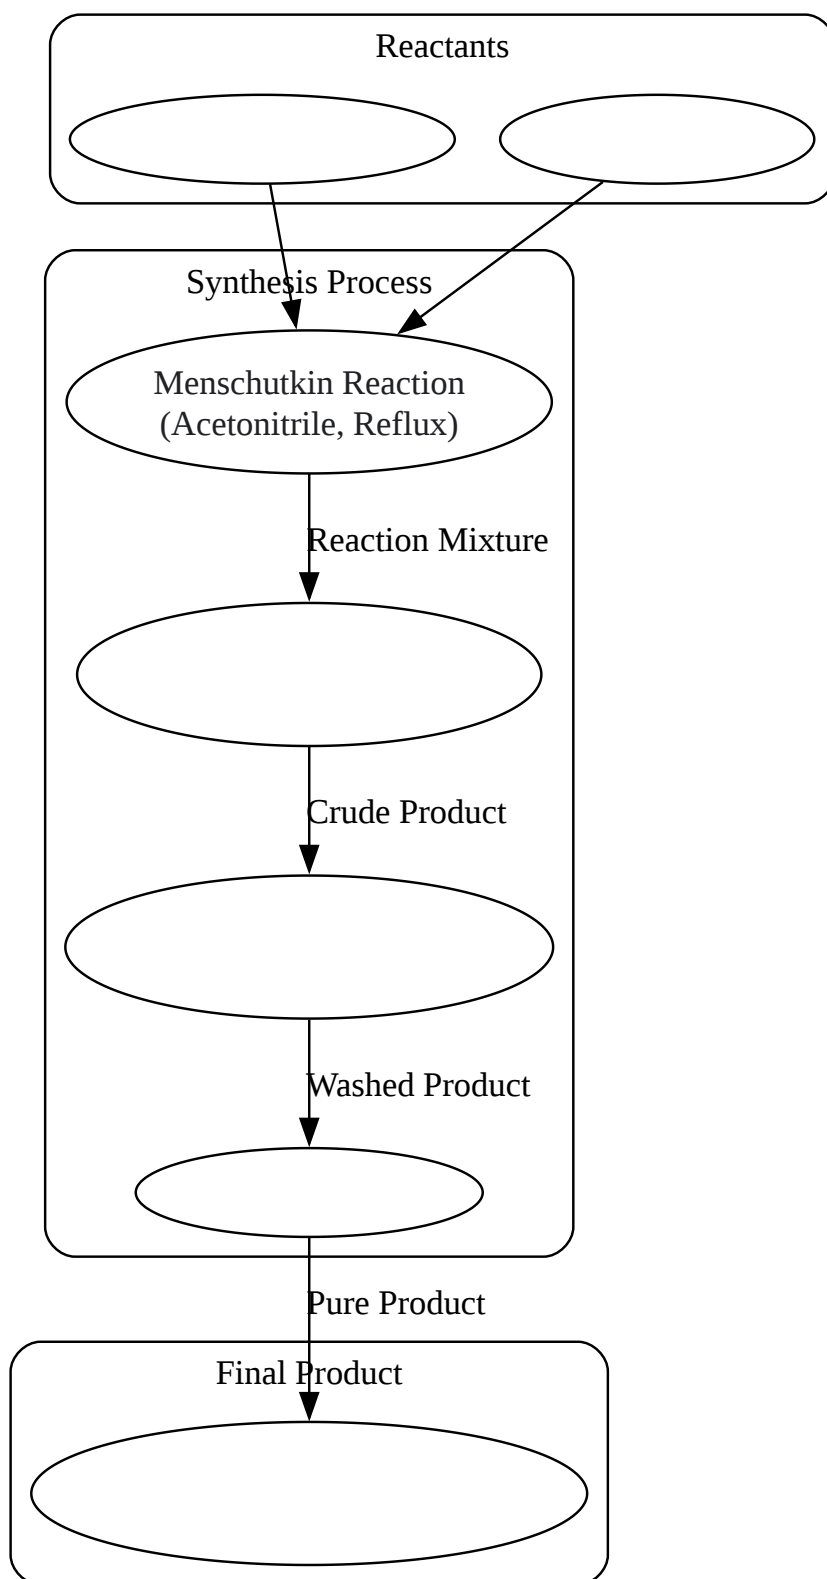 Reactants
Synthesis Process
Menschutkin Reaction
(Acetonitrile, Reflux)
Reaction Mixture
Crude Product
Washed Product
Pure Product
Final Product